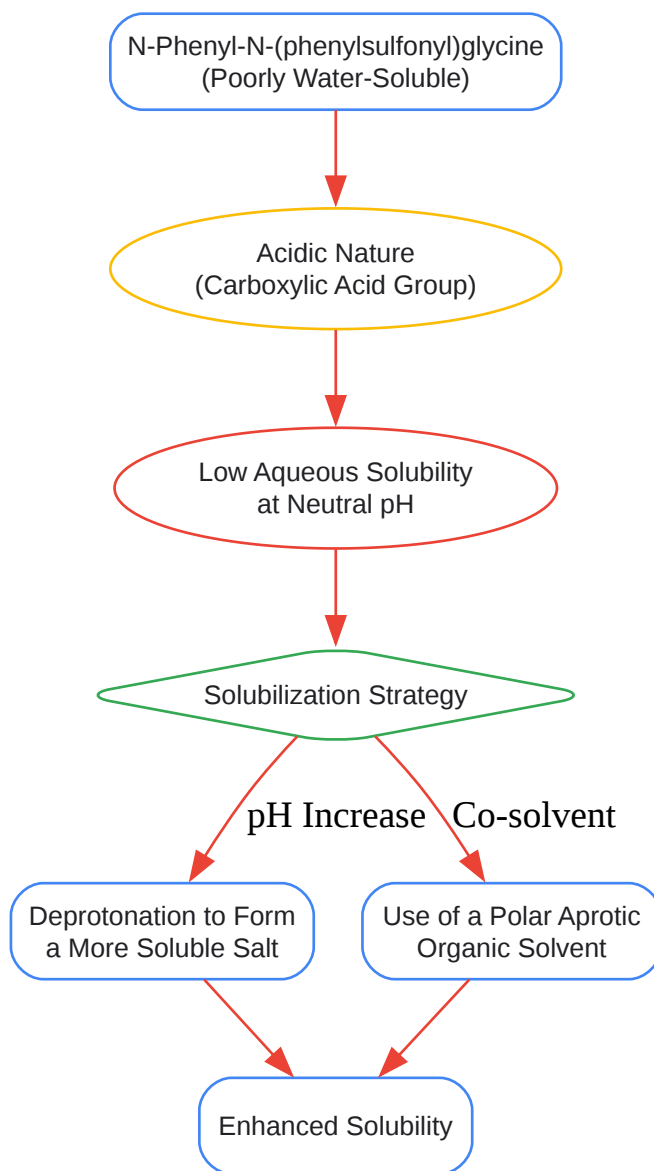 N-Phenyl-N-(phenylsulfonyl)glycine
(Poorly Water-Soluble)
Acidic Nature
(Carboxylic Acid Group)
Low Aqueous Solubility
at Neutral pH
Solubilization Strategy
pH Increase
Co-solvent
Deprotonation to Form
a More Soluble Salt
Use of a Polar Aprotic
Organic Solvent
Enhanced Solubility